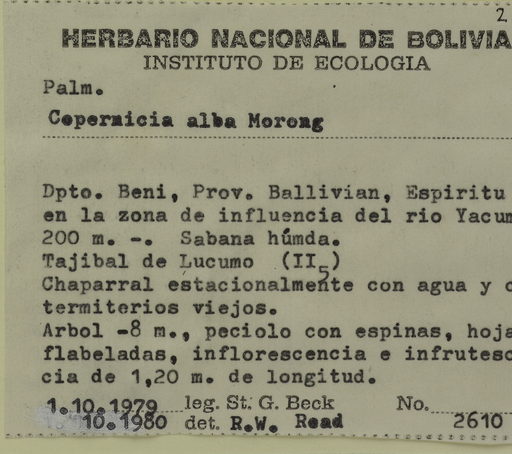 2
HERBARIO NACIONAL DE BOLIVIA
INSTITUTO DE ECOLOGIA
Palm.
Copernicia alba Morong
Dpto. Beni, Prov. Ballivian, Espiritu
en la zona de influencia del rio Yacum
200 m. -. Sabana húmda.
Tajibal de Lucumo (II5)
Chaparral estacionalmente con agua y c
termiterios viejos.
Arbol -8 m., peciolo con espinas, hoja
flabeladas, inflorescencia e infrutesc
cia de 1,20 m. de longitud.
1.10.1979 leg. St. G. Beck No.
10.1980 det. R.W. Read 2610